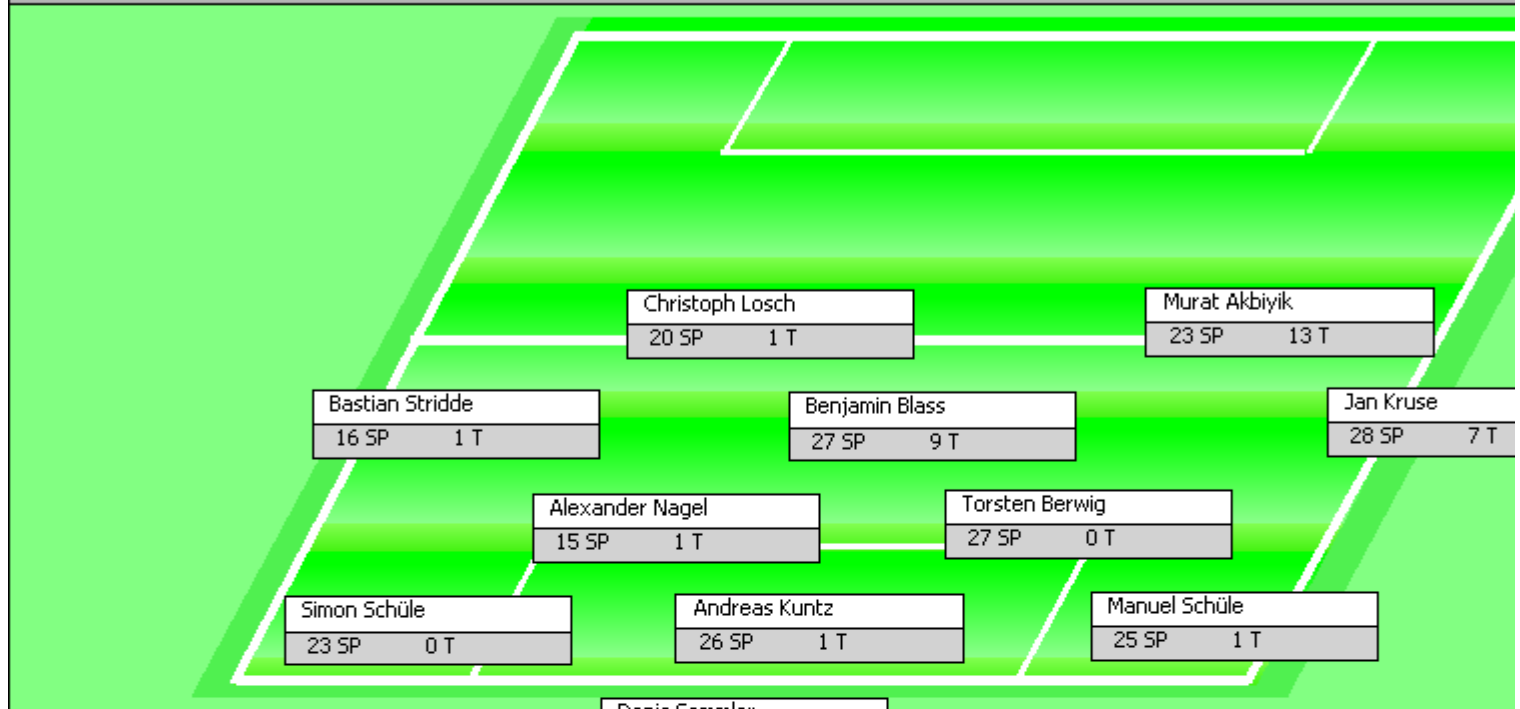 Christoph Losch
20 SP 1 T
Murat Akbiyik
23 SP 13 T
Bastian Stridde
16 SP 1 T
Benjamin Blass
27 SP 9 T
Jan Kruse
28 SP 7 T
Alexander Nagel
15 SP 1 T
Torsten Berwig
27 SP 0 T
Simon Schüle
23 SP 0 T
Andreas Kuntz
26 SP 1 T
Manuel Schüle
25 SP 1 T